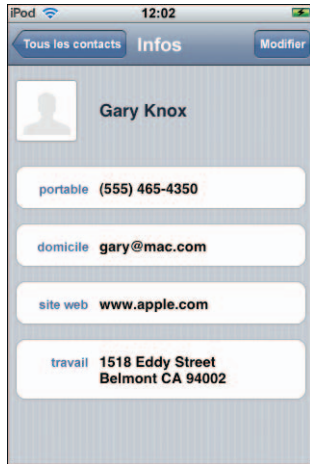 iPod 12:02
Tous les contacts Infos Modifier
Gary Knox
portable (555) 465-4350
domicile gary@mac.com
site web www.apple.com
travail 1518 Eddy Street
Belmont CA 94002